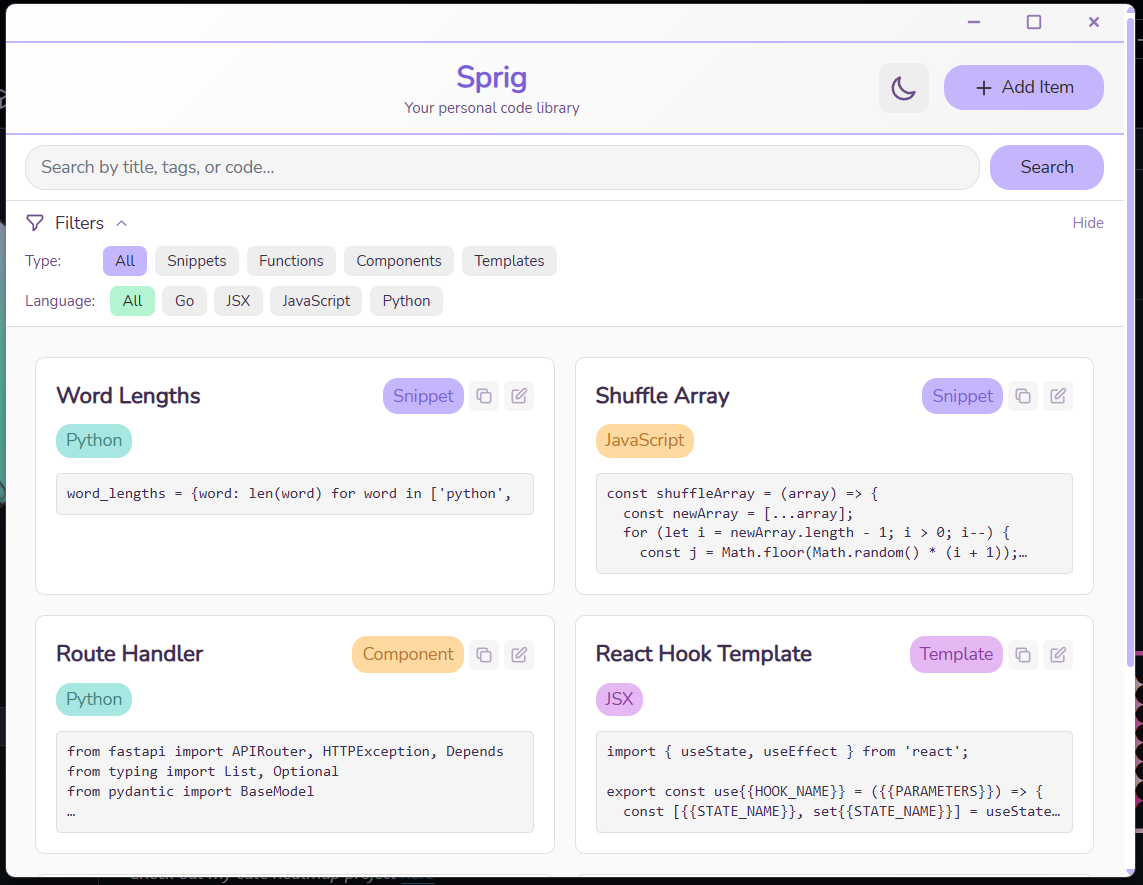 Sprig
Your personal code library
Add Item
Search by title, tags, or code...
Search
Filters
Hide
Type: All Snippets Functions Components Templates
Language: All Go JSX JavaScript Python
Word Lengths
Snippet
Python
word_lengths = {word: len(word) for word in ['python',
Shuffle Array
Snippet
JavaScript
const shuffleArray = (array) => {
  const newArray = [...array];
  for (let i = newArray.length - 1; i > 0; i--) {
    const j = Math.floor(Math.random() * (i + 1));…
Route Handler
Component
Python
from fastapi import APIRouter, HTTPException, Depends
from typing import List, Optional
from pydantic import BaseModel
…
React Hook Template
Template
JSX
import { useState, useEffect } from 'react';
export const use{{HOOK_NAME}} = ({{PARAMETERS}}) => {
  const [{{STATE_NAME}}, set{{STATE_NAME}}] = useState…